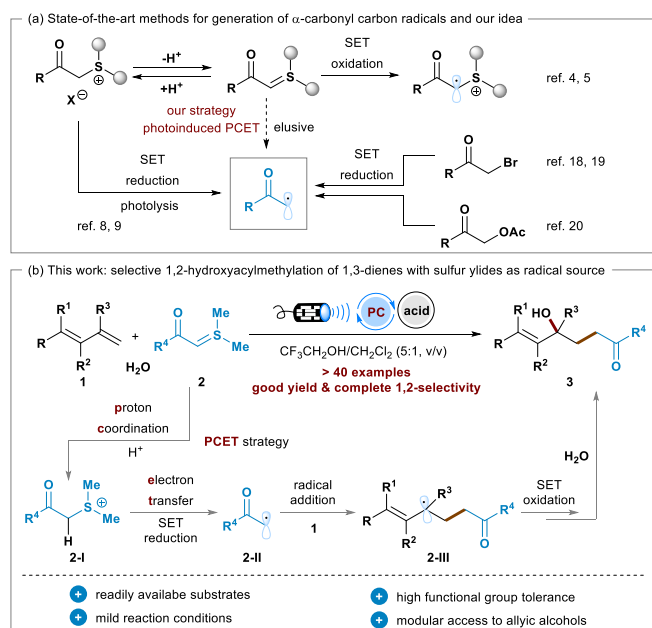 (a) State-of-the-art methods for generation of α-carbonyl carbon radicals and our idea
O
R
S
⊕
X⊖
-H⁺
+H⁺
O
R
S
SET
oxidation
O
R
C
S
⊕
ref. 4, 5
our strategy
photoinduced PCET
elusive
SET
reduction
photolysis
ref. 8, 9
O
R
SET
reduction
O
R
Br
ref. 18, 19
O
R
OAc
ref. 20
(b) This work: selective 1,2-hydroxyacylmethylation of 1,3-dienes with sulfur ylides as radical source
R¹
R³
R
R²
1
+
H₂O
O
R⁴
Me
S
Me
2
PC
acid
CF₃CH₂OH/CH₂Cl₂ (5:1, v/v)
> 40 examples
good yield & complete 1,2-selectivity
R¹
HO
R³
R
R²
R⁴
O
3
proton
coordination
H⁺
PCET strategy
H₂O
O
R⁴
Me
S
⊕
Me
H
2-I
electron
transfer
SET
reduction
O
R⁴
2-II
radical
addition
1
R¹
R³
R
R²
R⁴
O
2-III
SET
oxidation
+ readily availabe substrates
+ high functional group tolerance
+ mild reaction conditions
+ modular access to allyic alcohols